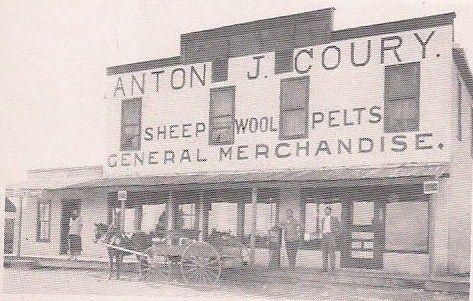 ANTON J. COURY.
SHEEP WOOL PELTS
GENERAL MERCHANDISE.